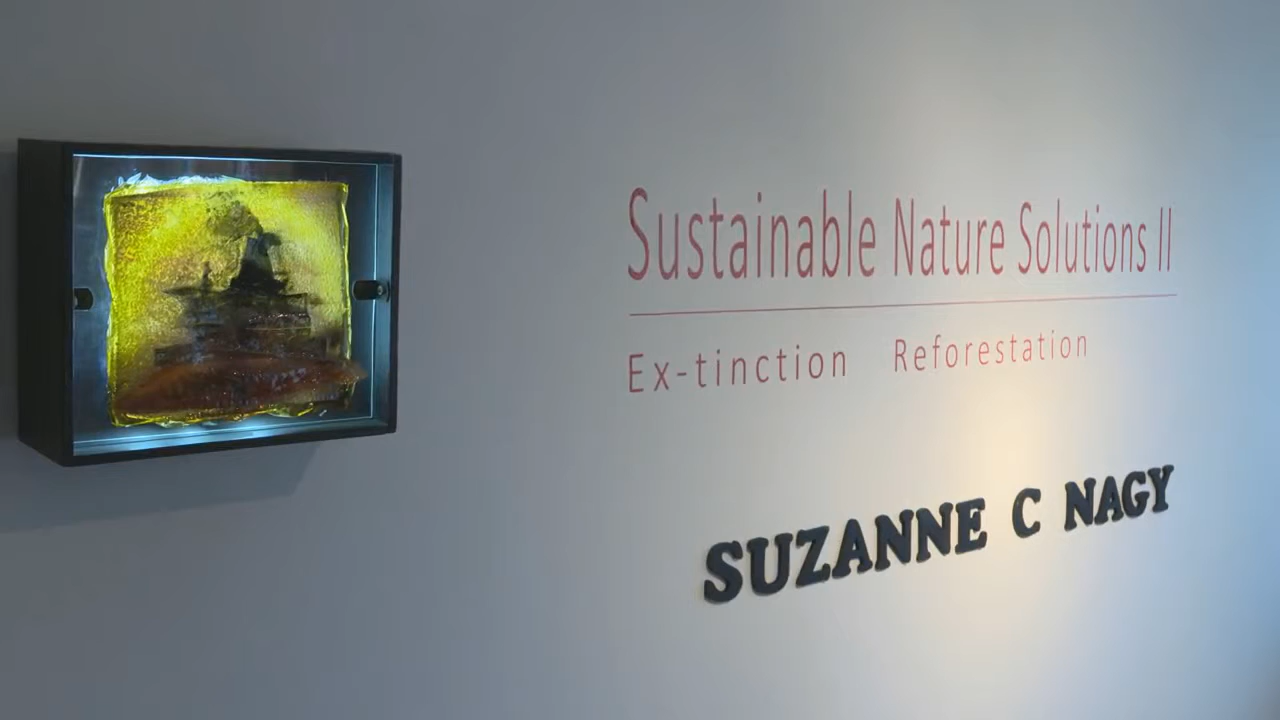 Sustainable Nature Solutions II
Ex-tinction Reforestation
SUZANNE C NAGY